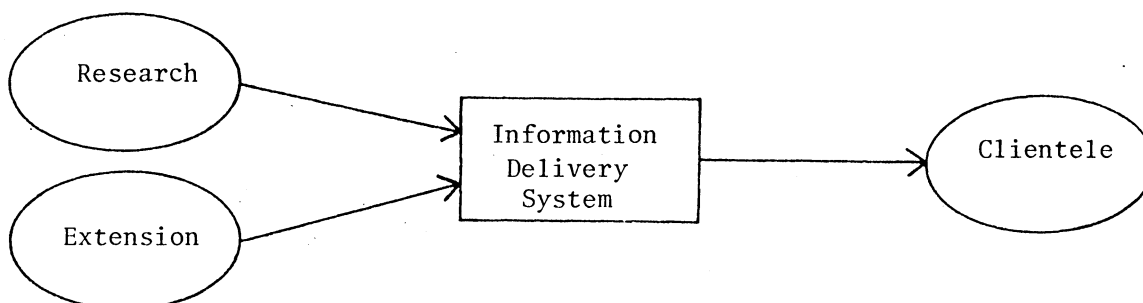 Research
Extension
Information
Delivery
System
Clientele